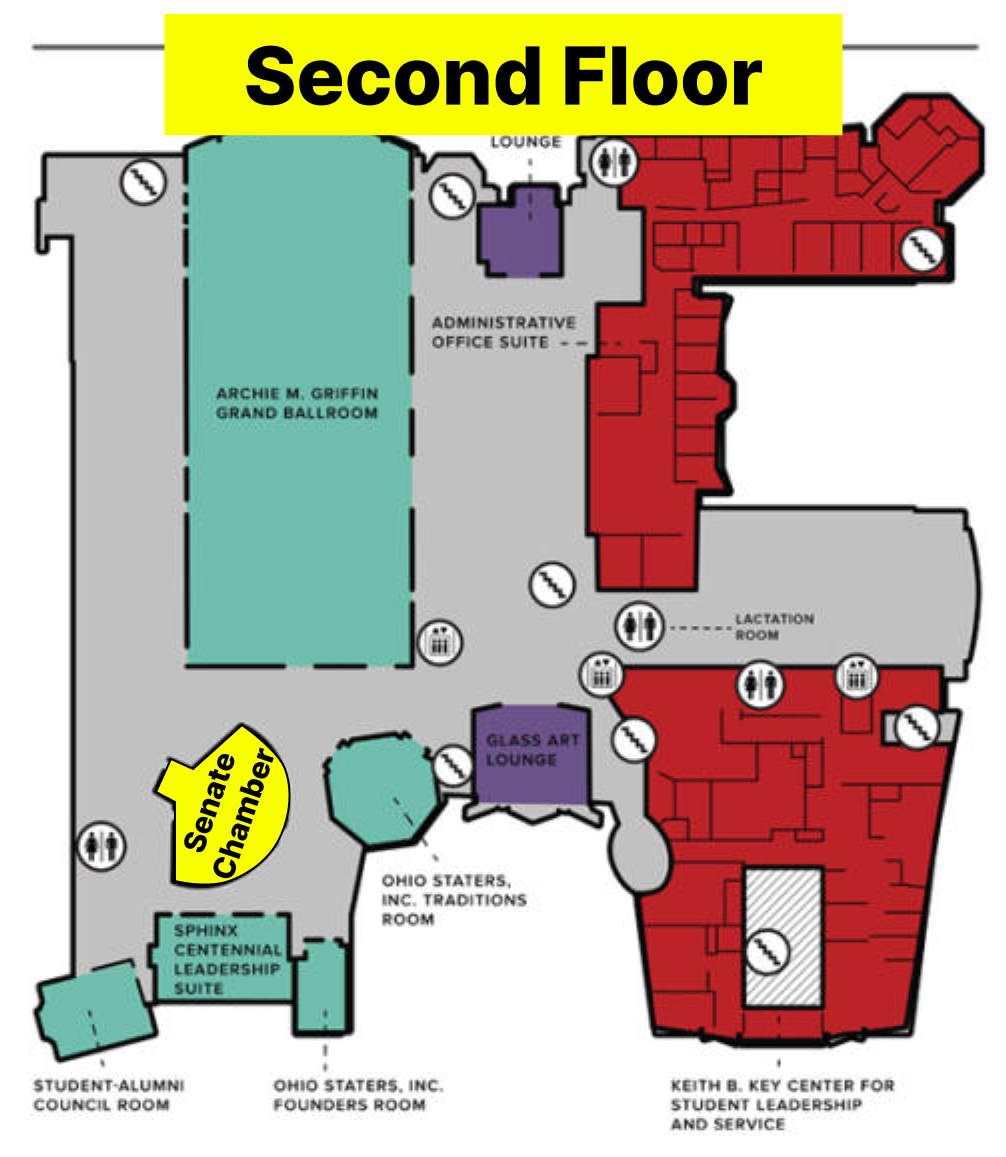 Second Floor
LOUNGE
ADMINISTRATIVE
OFFICE SUITE
ARCHIE M. GRIFFIN
GRAND BALLROOM
LACTATION
ROOM
GLASS ART
LOUNGE
Senate
Chamber
OHIO STATERS,
INC. TRADITIONS
ROOM
SPHINX
CENTENNIAL
LEADERSHIP
SUITE
STUDENT-ALUMNI
COUNCIL ROOM
OHIO STATERS, INC.
FOUNDERS ROOM
KEITH B. KEY CENTER FOR
STUDENT LEADERSHIP
AND SERVICE